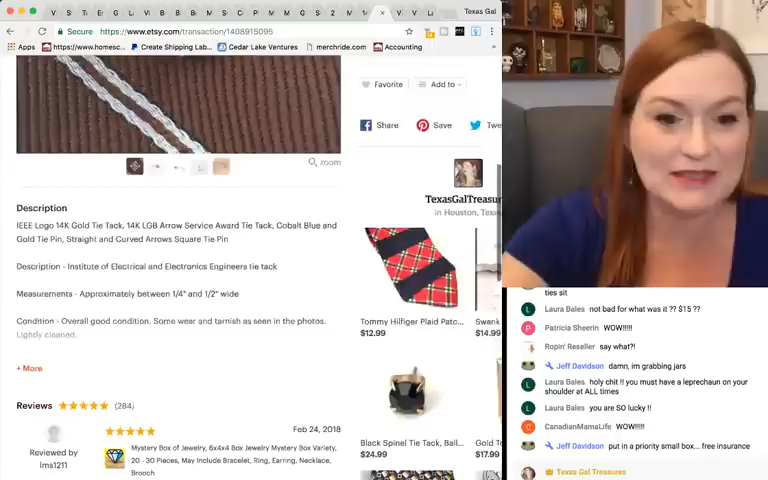 Texas Gal
Secure
https://www.etsy.com/transaction/1408915095
Apps
https://www.homesc...
Create Shipping Lab...
Cedar Lake Ventures
merchride.com
Accounting
Favorite
Add to
Share
Save
Twe
zoom
TexasGalTreasur
in Houston, Texas
Description
IEEE Logo 14K Gold Tie Tack, 14K LGB Arrow Service Award Tie Tack, Cobalt Blue and
Gold Tie Pin, Straight and Curved Arrows Square Tie Pin
Description - Institute of Electrical and Electronics Engineers tie tack
Measurements - Approximately between 1/4" and 1/2" wide
Condition - Overall good condition. Some wear and tarnish as seen in the photos.
Lightly cleaned.
+ More
Tommy Hilfiger Plaid Patc...
$12.99
Swank
$14.99
Black Spinel Tie Tack, Ball...
$24.99
Gold To
$17.99
Reviews
(284)
Reviewed by
lms1211
Feb 24, 2018
Mystery Box of Jewelry, 6x4x4 Box Jewelry Mystery Box Variety,
20 - 30 Pieces, May Include Bracelet, Ring, Earring, Necklace,
Brooch
ties sit
L Laura Bales not bad for what was it ?? $15 ??
P Patricia Sheerin WOW!!!!!
Ropin' Reseller say what?!
Jeff Davidson damn, im grabbing jars
L Laura Bales holy chit !! you must have a leprechaun on your
shoulder at ALL times
L Laura Bales you are SO lucky !!
C CanadianMamaLife WOW!!!!
Jeff Davidson put in a priority small box... free insurance
Texas Gal Treasures